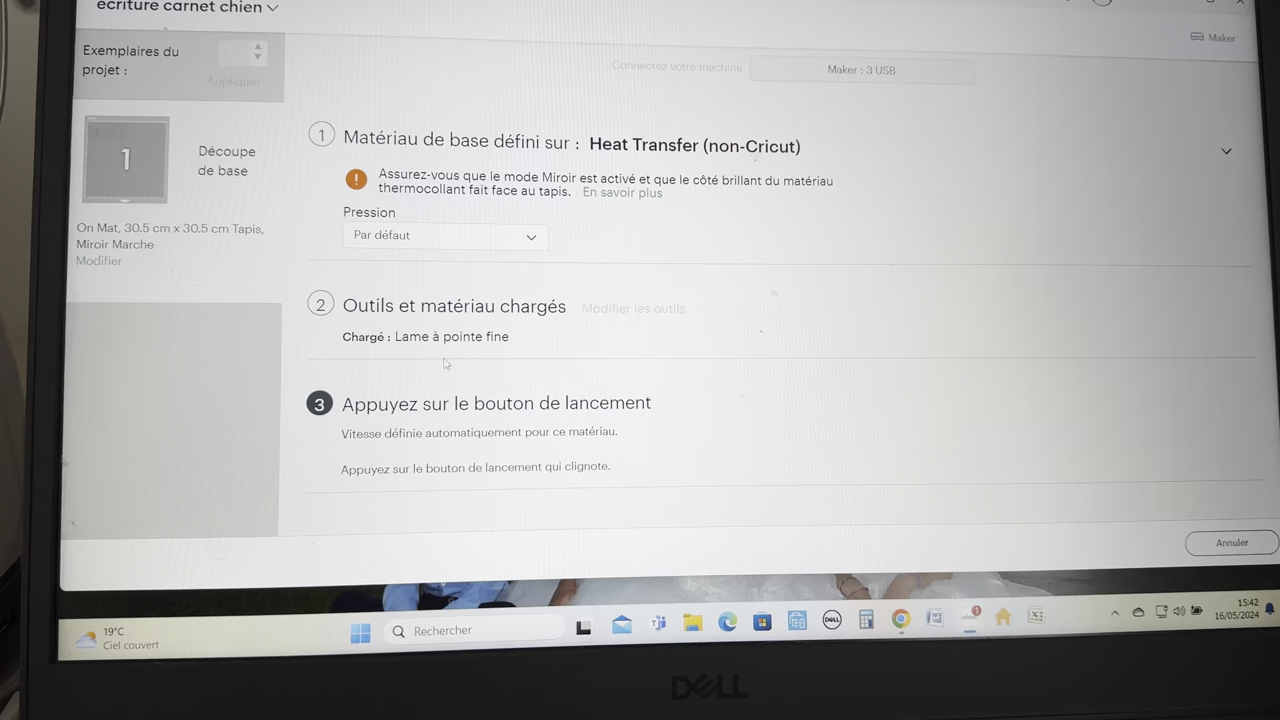 ecriture carnet chien
Maker
Exemplaires du
projet :
Appliquer
Connectez votre machine
Maker : 3 USB
1
Matériau de base défini sur : Heat Transfer (non-Cricut)
Assurez-vous que le mode Miroir est activé et que le côté brillant du matériau
thermocollant fait face au tapis. En savoir plus
Pression
Par défaut
1
Découpe
de base
On Mat, 30.5 cm x 30.5 cm Tapis,
Miroir Marche
Modifier
2
Outils et matériau chargés
Modifier les outils
Chargé : Lame à pointe fine
3
Appuyez sur le bouton de lancement
Vitesse définie automatiquement pour ce matériau.
Appuyez sur le bouton de lancement qui clignote.
Annuler
19°C
Ciel couvert
Rechercher
DELL
1
15:42
16/05/2024
DELL